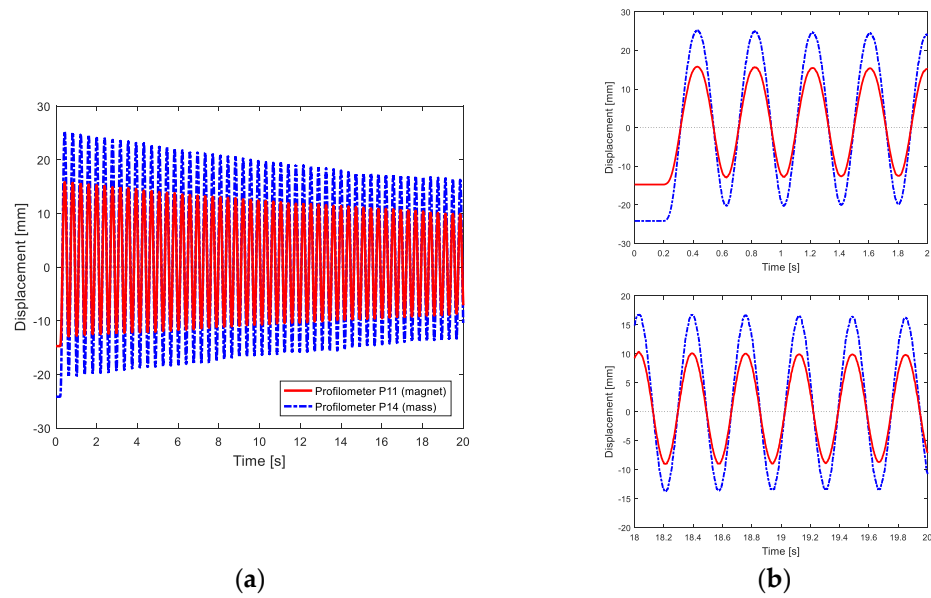 30
20
10
0
-10
-20
-30
Displacement [mm]
Profilometer P11 (magnet)
Profilometer P14 (mass)
0 2 4 6 8 10 12 14 16 18 20
Time [s]
(a)
30
20
10
0
-10
-20
-30
Displacement [mm]
0 0.2 0.4 0.6 0.8 1 1.2 1.4 1.6 1.8 2
Time [s]
20
15
10
5
0
-5
-10
-15
-20
Displacement [mm]
18 18.2 18.4 18.6 18.8 19 19.2 19.4 19.6 19.8 20
Time [s]
(b)